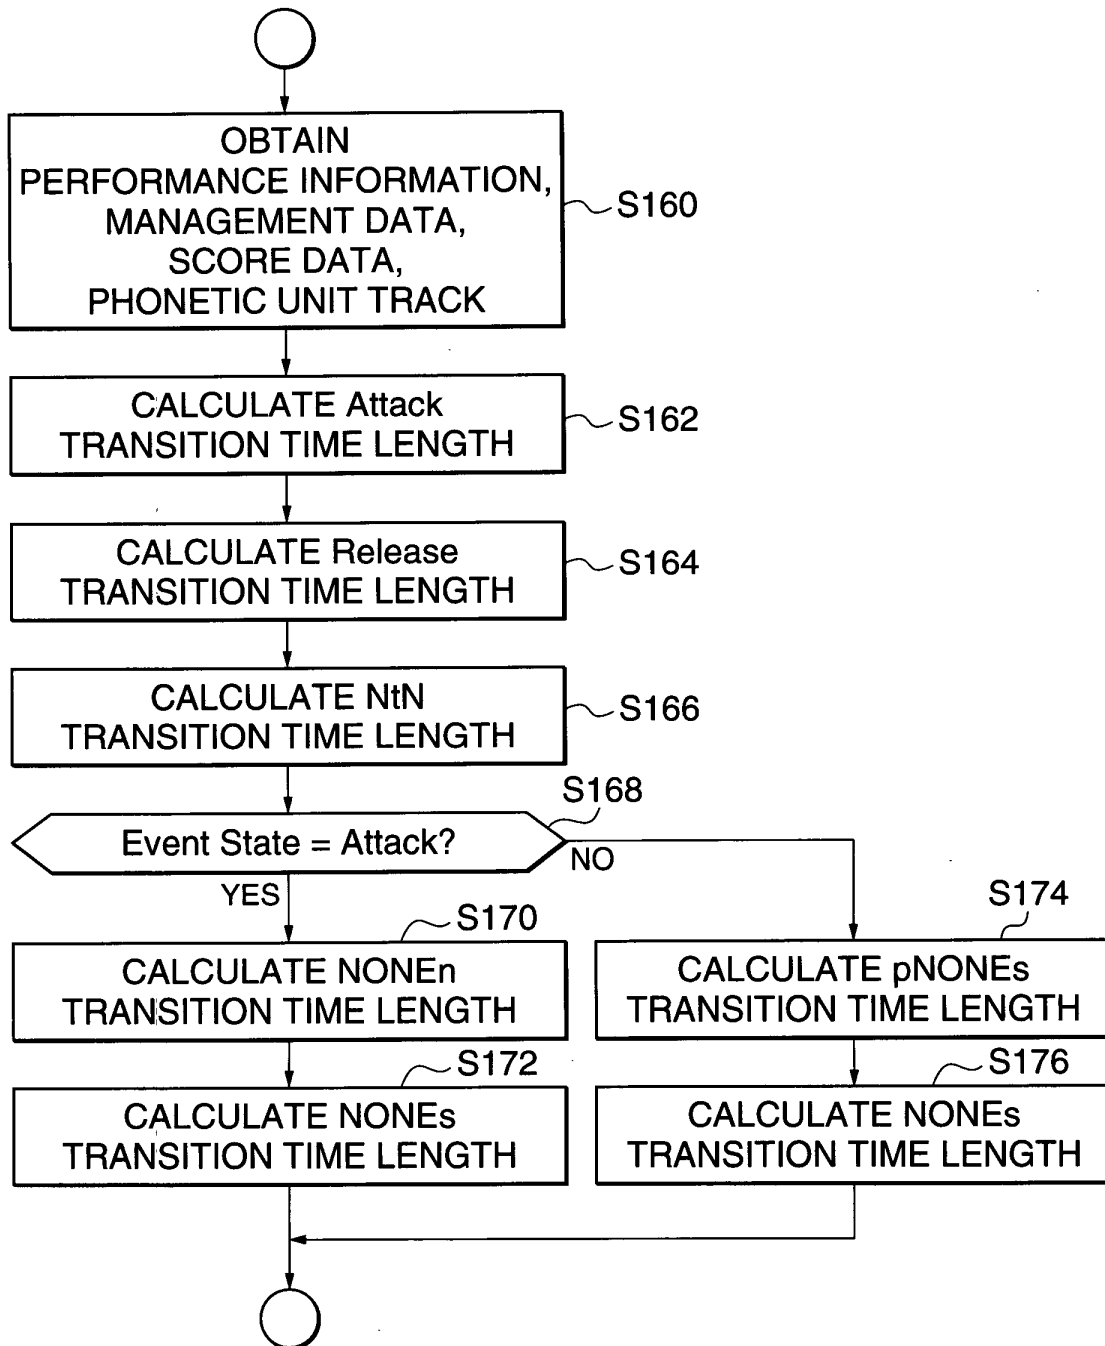 OBTAIN
PERFORMANCE INFORMATION,
MANAGEMENT DATA,
SCORE DATA,
PHONETIC UNIT TRACK
S160
CALCULATE Attack
TRANSITION TIME LENGTH
S162
CALCULATE Release
TRANSITION TIME LENGTH
S164
CALCULATE NtN
TRANSITION TIME LENGTH
S166
S168
Event State = Attack?
NO
YES
S170
CALCULATE NONEn
TRANSITION TIME LENGTH
S172
CALCULATE NONEs
TRANSITION TIME LENGTH
S174
CALCULATE pNONEs
TRANSITION TIME LENGTH
S176
CALCULATE NONEs
TRANSITION TIME LENGTH